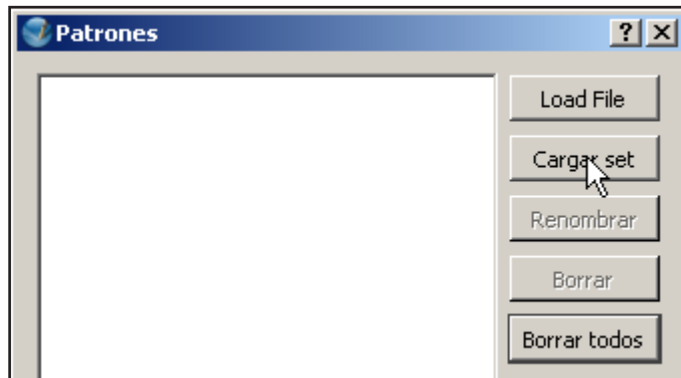 Patrones
Load File
Cargar set
Renombrar
Borrar
Borrar todos